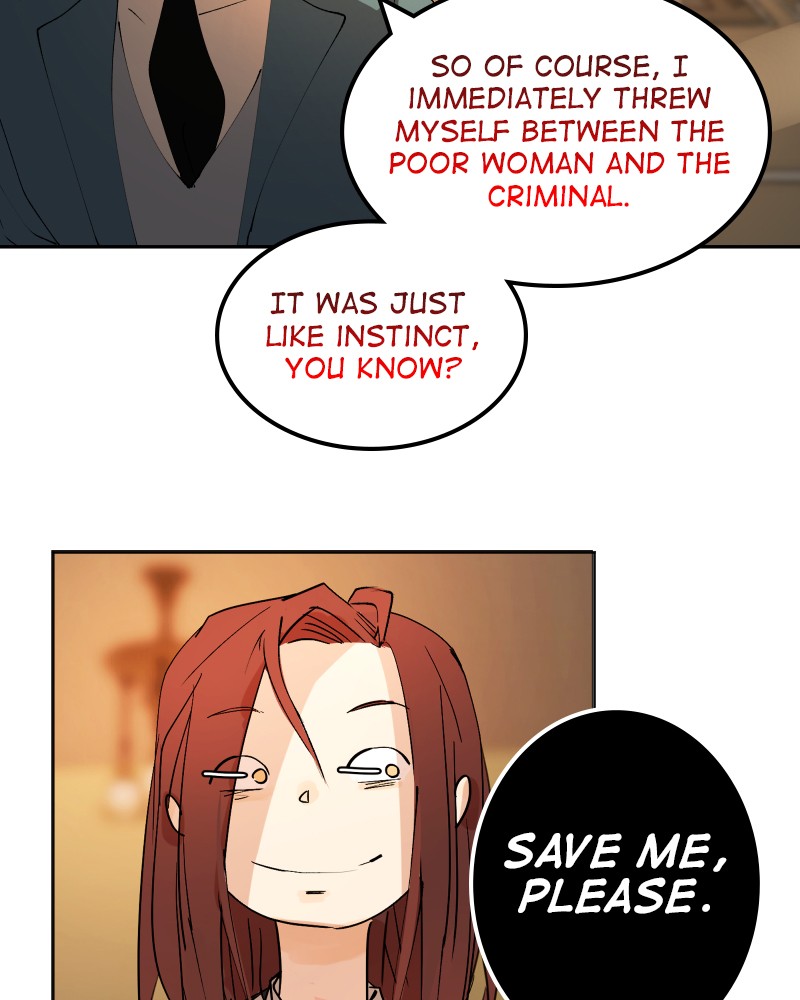 SO OF COURSE, I
IMMEDIATELY THREW
MYSELF BETWEEN THE
POOR WOMAN AND THE
CRIMINAL.
IT WAS JUST
LIKE INSTINCT,
YOU KNOW?
SAVE ME,
PLEASE.